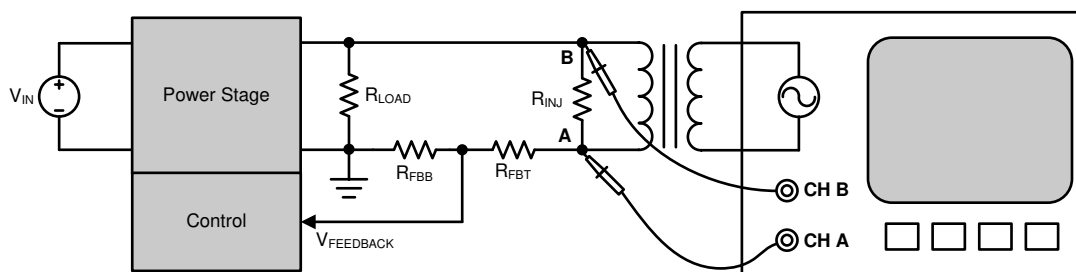 V_IN
+
−
Power Stage
Control
R_LOAD
R_FBB
R_FBT
V_FEEDBACK
B
R_INJ
A
CH B
CH A